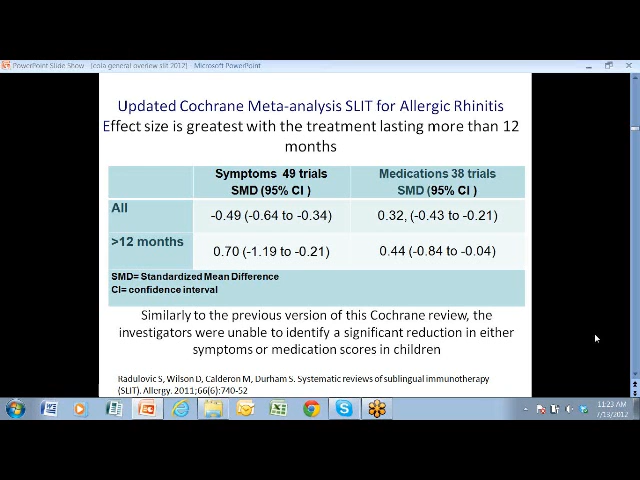 PowerPoint Slide Show - (cola general overiew slit 2012) - Microsoft PowerPoint
Updated Cochrane Meta-analysis SLIT for Allergic Rhinitis
Effect size is greatest with the treatment lasting more than 12
months
Symptoms 49 trials
SMD (95% CI )
Medications 38 trials
SMD (95% CI )
All
-0.49 (-0.64 to -0.34)
0.32, (-0.43 to -0.21)
>12 months
0.70 (-1.19 to -0.21)
0.44 (-0.84 to -0.04)
SMD= Standardized Mean Difference
CI= confidence interval
Similarly to the previous version of this Cochrane review, the
investigators were unable to identify a significant reduction in either
symptoms or medication scores in children
Radulovic S, Wilson D, Calderon M, Durham S. Systematic reviews of sublingual immunotherapy
(SLIT). Allergy. 2011;66(6):740-52
11:23 AM
7/13/2012